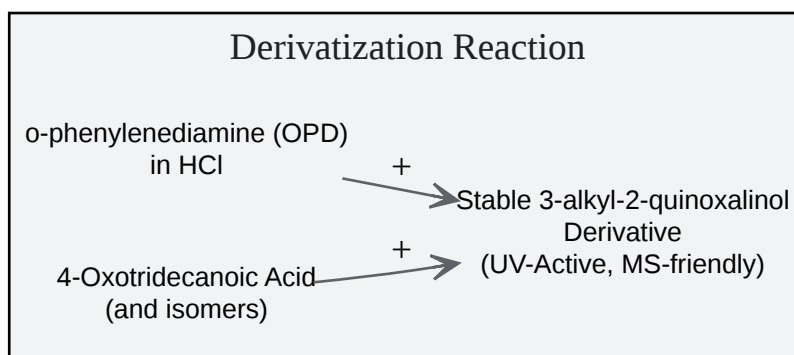 Derivatization Reaction
o-phenylenediamine (OPD)
in HCl
+
Stable 3-alkyl-2-quinoxalinol
Derivative
(UV-Active, MS-friendly)
+
4-Oxotridecanoic Acid
(and isomers)